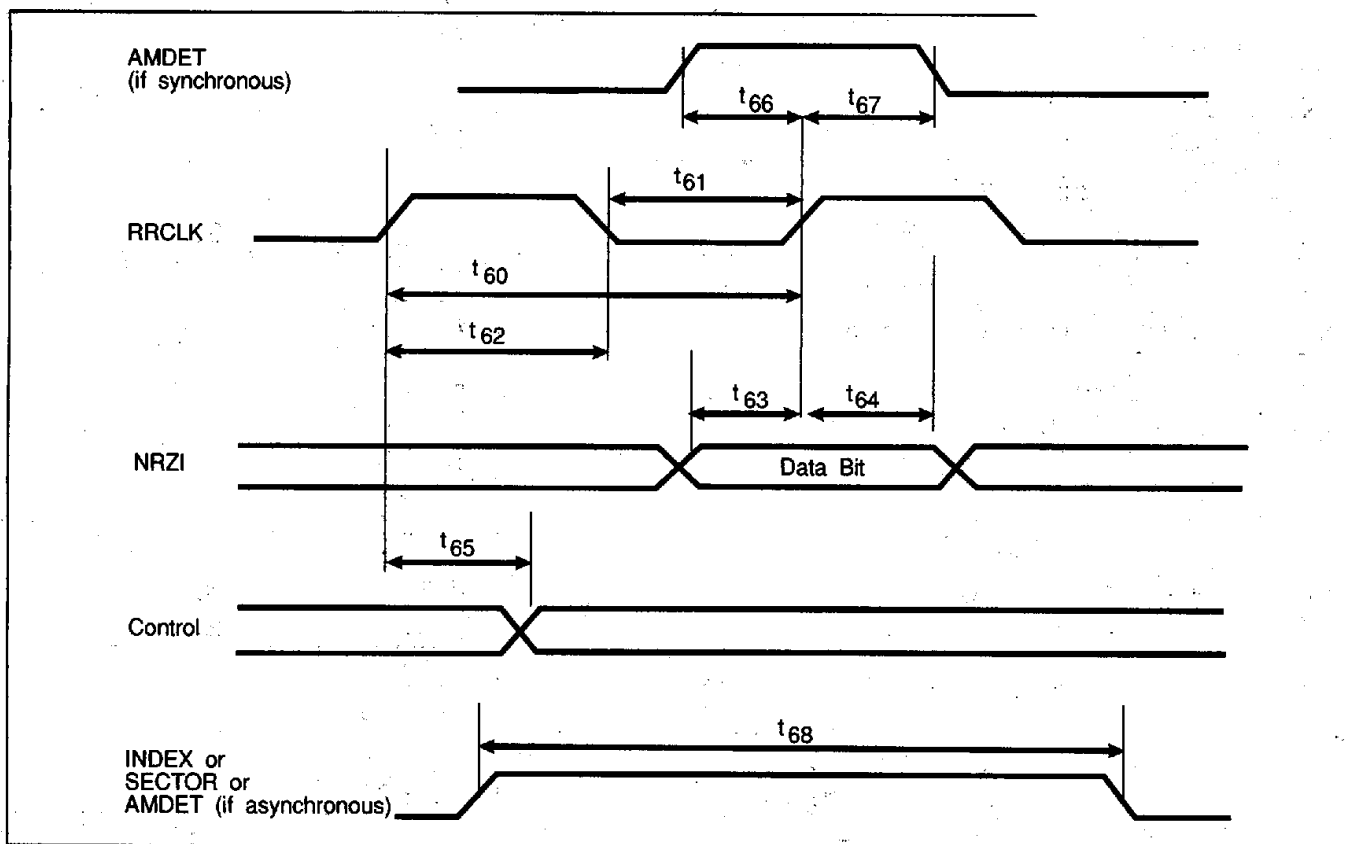 AMDET
(if synchronous)
t66
t67
t61
RRCLK
t60
t62
t63
t64
NRZI
Data Bit
t65
Control
t68
INDEX or
SECTOR or
AMDET (if asynchronous)